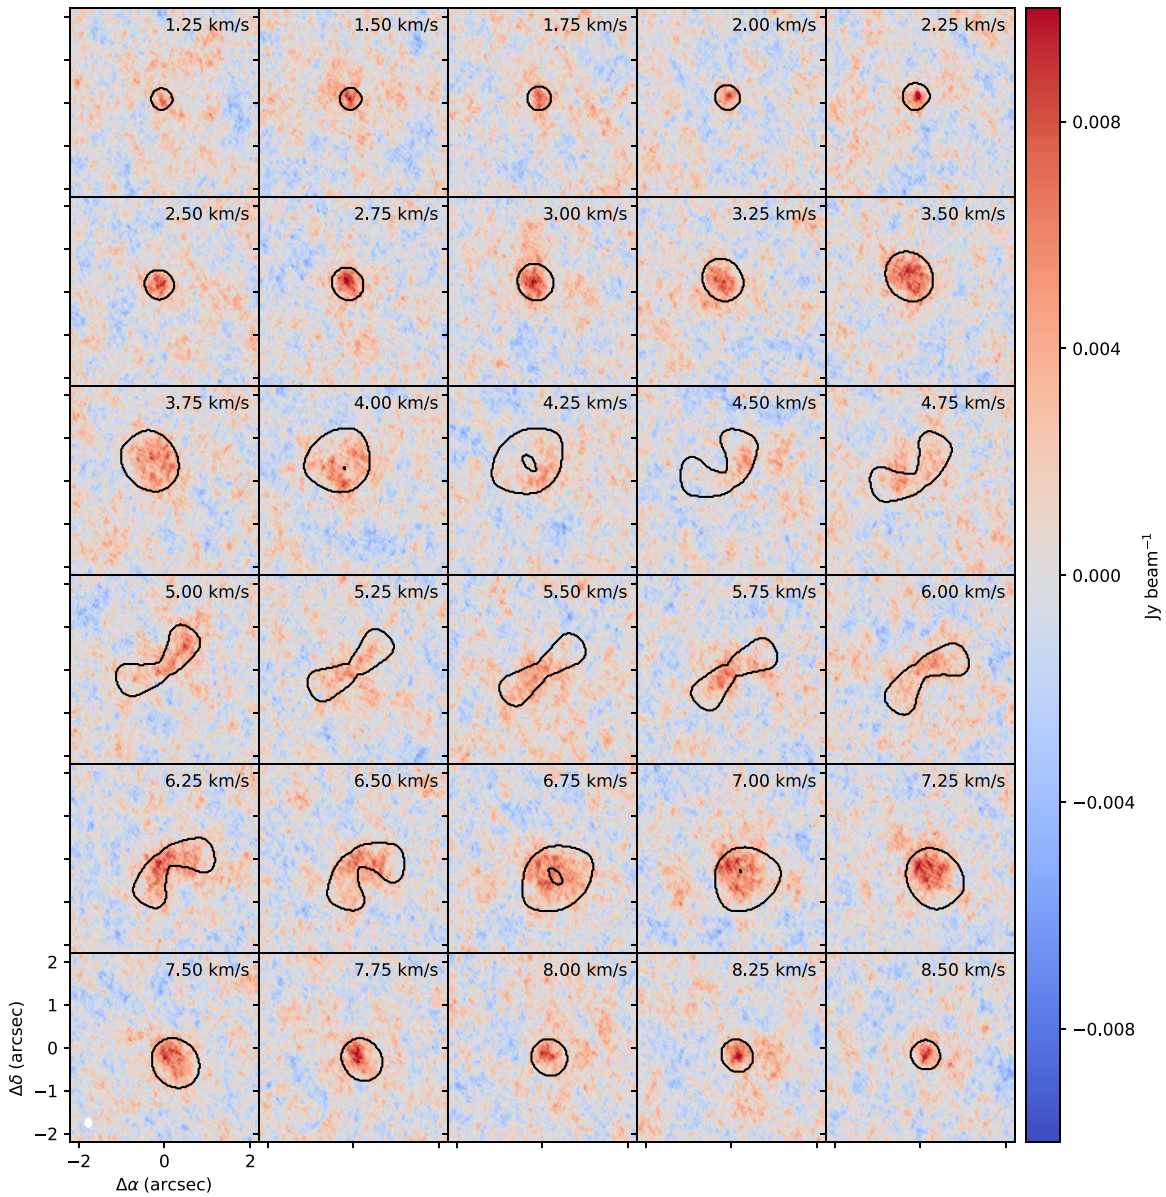 1.25 km/s 1.50 km/s 1.75 km/s 2.00 km/s 2.25 km/s
2.50 km/s 2.75 km/s 3.00 km/s 3.25 km/s 3.50 km/s
3.75 km/s 4.00 km/s 4.25 km/s 4.50 km/s 4.75 km/s
5.00 km/s 5.25 km/s 5.50 km/s 5.75 km/s 6.00 km/s
6.25 km/s 6.50 km/s 6.75 km/s 7.00 km/s 7.25 km/s
7.50 km/s 7.75 km/s 8.00 km/s 8.25 km/s 8.50 km/s
2
1
0
−1
−2
Δδ (arcsec)
−2 0 2
Δα (arcsec)
0.008
0.004
0.000
−0.004
−0.008
Jy beam⁻¹